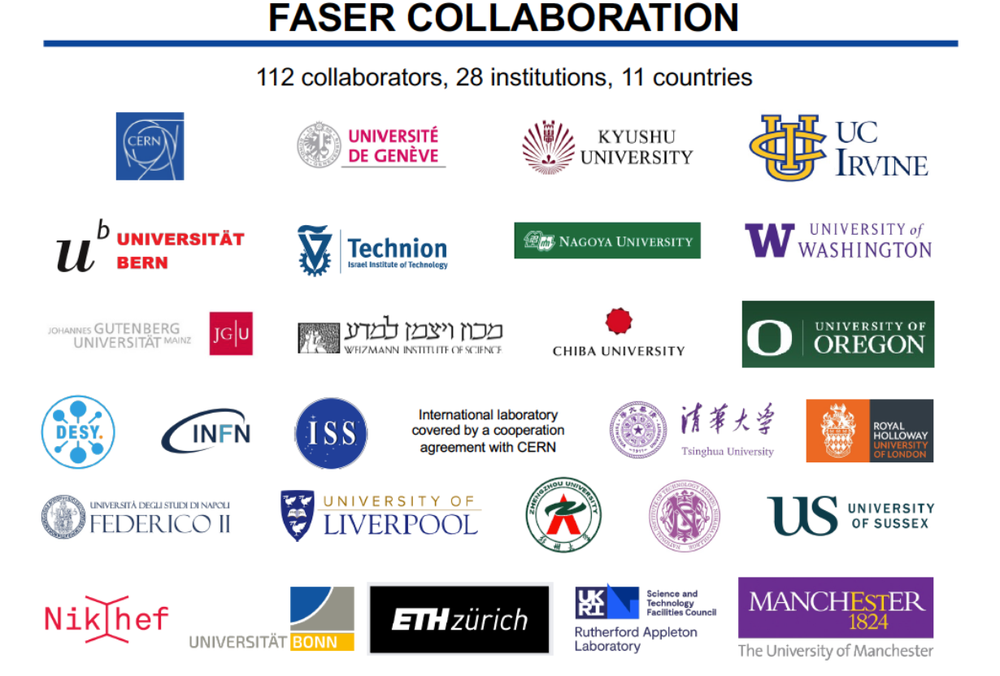 FASER COLLABORATION
112 collaborators, 28 institutions, 11 countries
CERN
UNIVERSITÉ
DE GENÈVE
KYUSHU
UNIVERSITY
UC
IRVINE
u
b
UNIVERSITÄT
BERN
Technion
Israel Institute of Technology
NAGOYA UNIVERSITY
W
UNIVERSITY of
WASHINGTON
JOHANNES GUTENBERG
UNIVERSITÄT MAINZ
JG|U
מכון ויצמן למדע
WEIZMANN INSTITUTE OF SCIENCE
CHIBA UNIVERSITY
O
UNIVERSITY OF
OREGON
DESY.
INFN
ISS
International laboratory
covered by a cooperation
agreement with CERN
清華大学
Tsinghua University
ROYAL
HOLLOWAY
UNIVERSITY
OF LONDON
UNIVERSITÀ DEGLI STUDI DI NAPOLI
FEDERICO II
UNIVERSITY OF
LIVERPOOL
ZHENGZHOU UNIVERSITY
US
UNIVERSITY
OF SUSSEX
Nikhef
UNIVERSITÄT BONN
ETH zürich
UK
RI
Science and
Technology
Facilities Council
Rutherford Appleton
Laboratory
MANCHESTER
1824
The University of Manchester